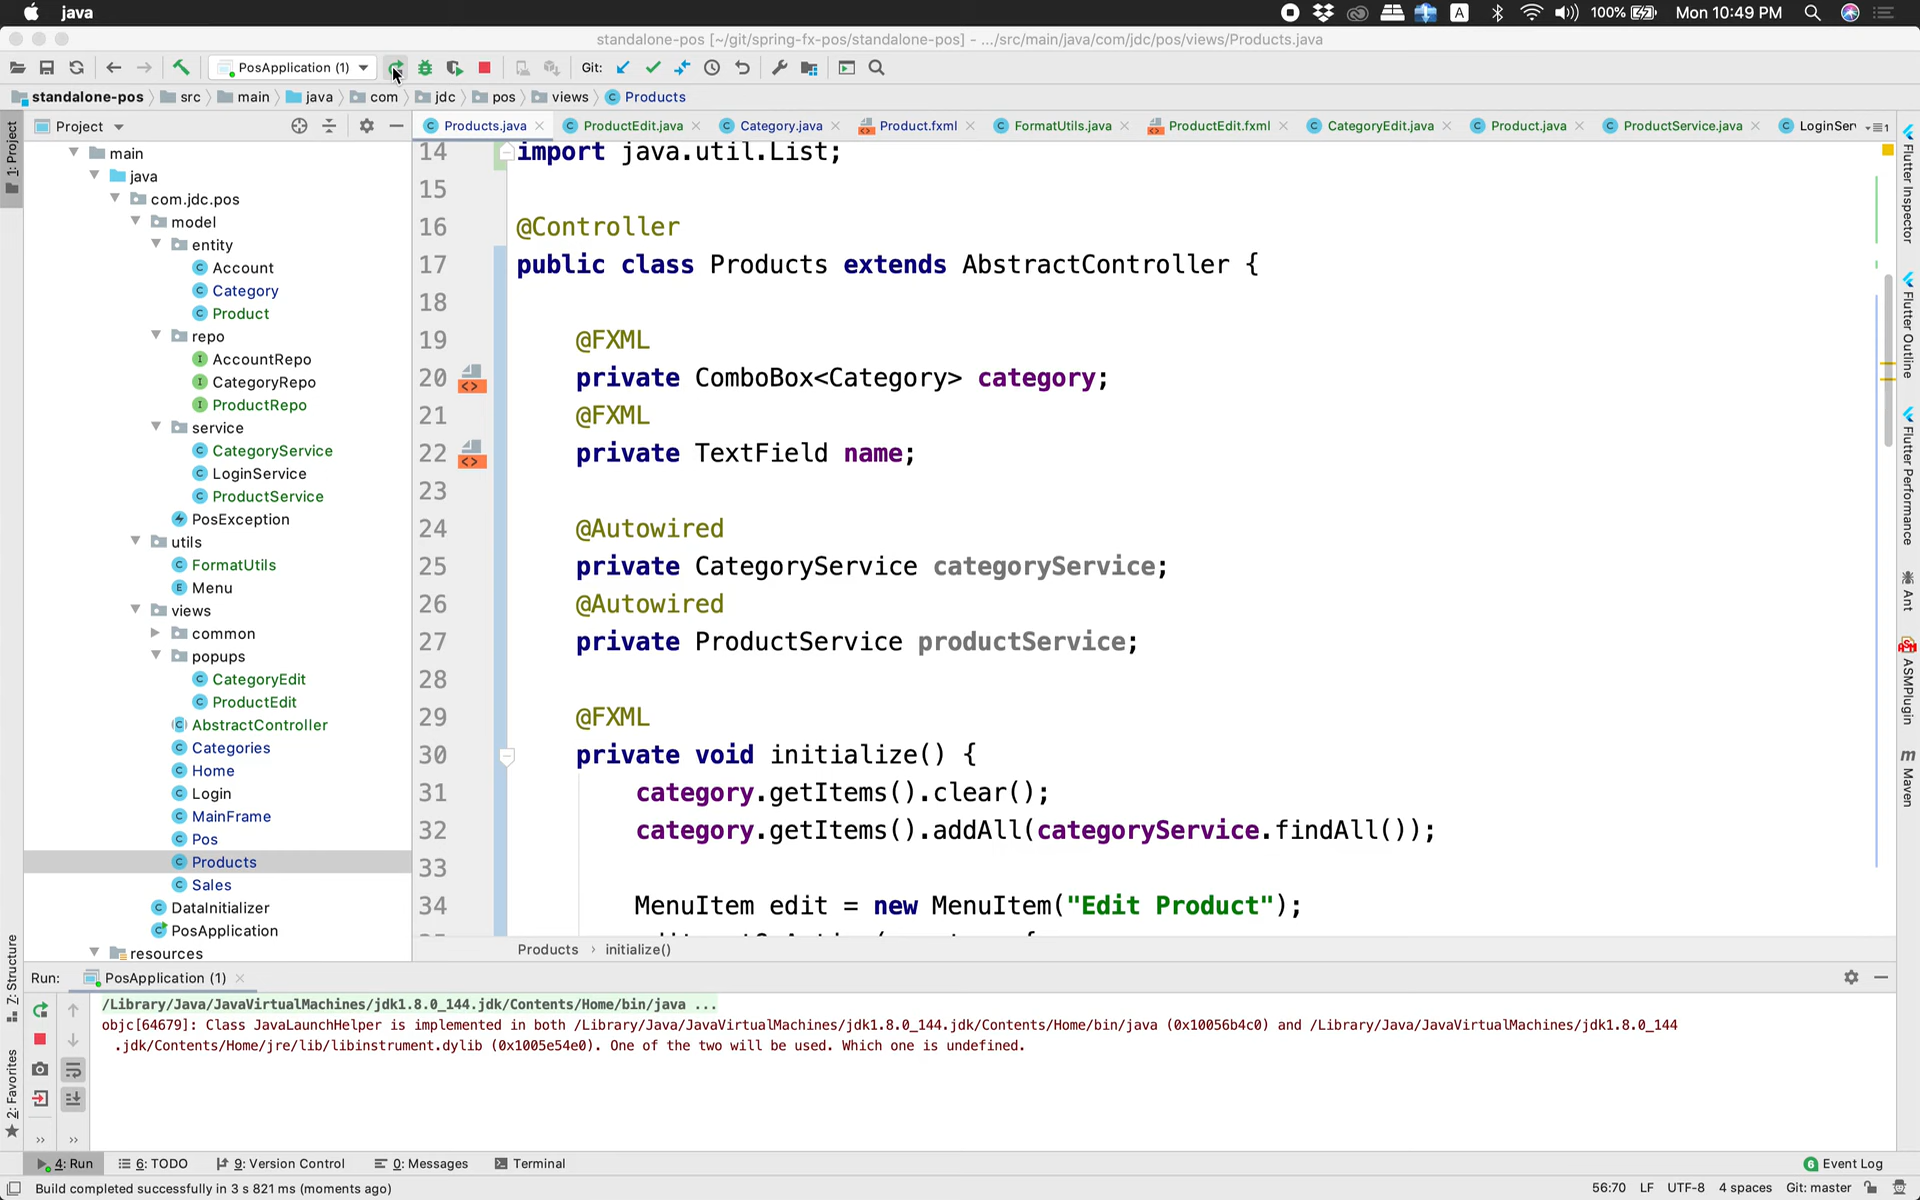 java
A
100%
Mon 10:49 PM
standalone-pos [~/git/spring-fx-pos/standalone-pos] - .../src/main/java/com/jdc/pos/views/Products.java
PosApplication (1)
Git:
standalone-pos
src
main
java
com
jdc
pos
views
Products
Project
Products.java
ProductEdit.java
Category.java
Product.fxml
FormatUtils.java
ProductEdit.fxml
CategoryEdit.java
Product.java
ProductService.java
LoginSer
1
1: Project
main
java
com.jdc.pos
model
entity
Account
Category
Product
repo
AccountRepo
CategoryRepo
ProductRepo
service
CategoryService
LoginService
ProductService
PosException
utils
FormatUtils
Menu
views
common
popups
CategoryEdit
ProductEdit
AbstractController
Categories
Home
Login
MainFrame
Pos
Products
Sales
DataInitializer
PosApplication
resources
14 import java.util.List;
15
16 @Controller
17 public class Products extends AbstractController {
18
19 @FXML
20 private ComboBox<Category> category;
21 @FXML
22 private TextField name;
23
24 @Autowired
25 private CategoryService categoryService;
26 @Autowired
27 private ProductService productService;
28
29 @FXML
30 private void initialize() {
31 category.getItems().clear();
32 category.getItems().addAll(categoryService.findAll());
33
34 MenuItem edit = new MenuItem("Edit Product");
Products › initialize()
Flutter Inspector
Flutter Outline
Flutter Performance
Ant
ASMPlugin
Maven
7: Structure
2: Favorites
Run:
PosApplication (1)
/Library/Java/JavaVirtualMachines/jdk1.8.0_144.jdk/Contents/Home/bin/java ...
objc[64679]: Class JavaLaunchHelper is implemented in both /Library/Java/JavaVirtualMachines/jdk1.8.0_144.jdk/Contents/Home/bin/java (0x10056b4c0) and /Library/Java/JavaVirtualMachines/jdk1.8.0_144
.jdk/Contents/Home/jre/lib/libinstrument.dylib (0x1005e54e0). One of the two will be used. Which one is undefined.
4: Run
6: TODO
9: Version Control
0: Messages
Terminal
6 Event Log
Build completed successfully in 3 s 821 ms (moments ago)
56:70
LF
UTF-8
4 spaces
Git: master